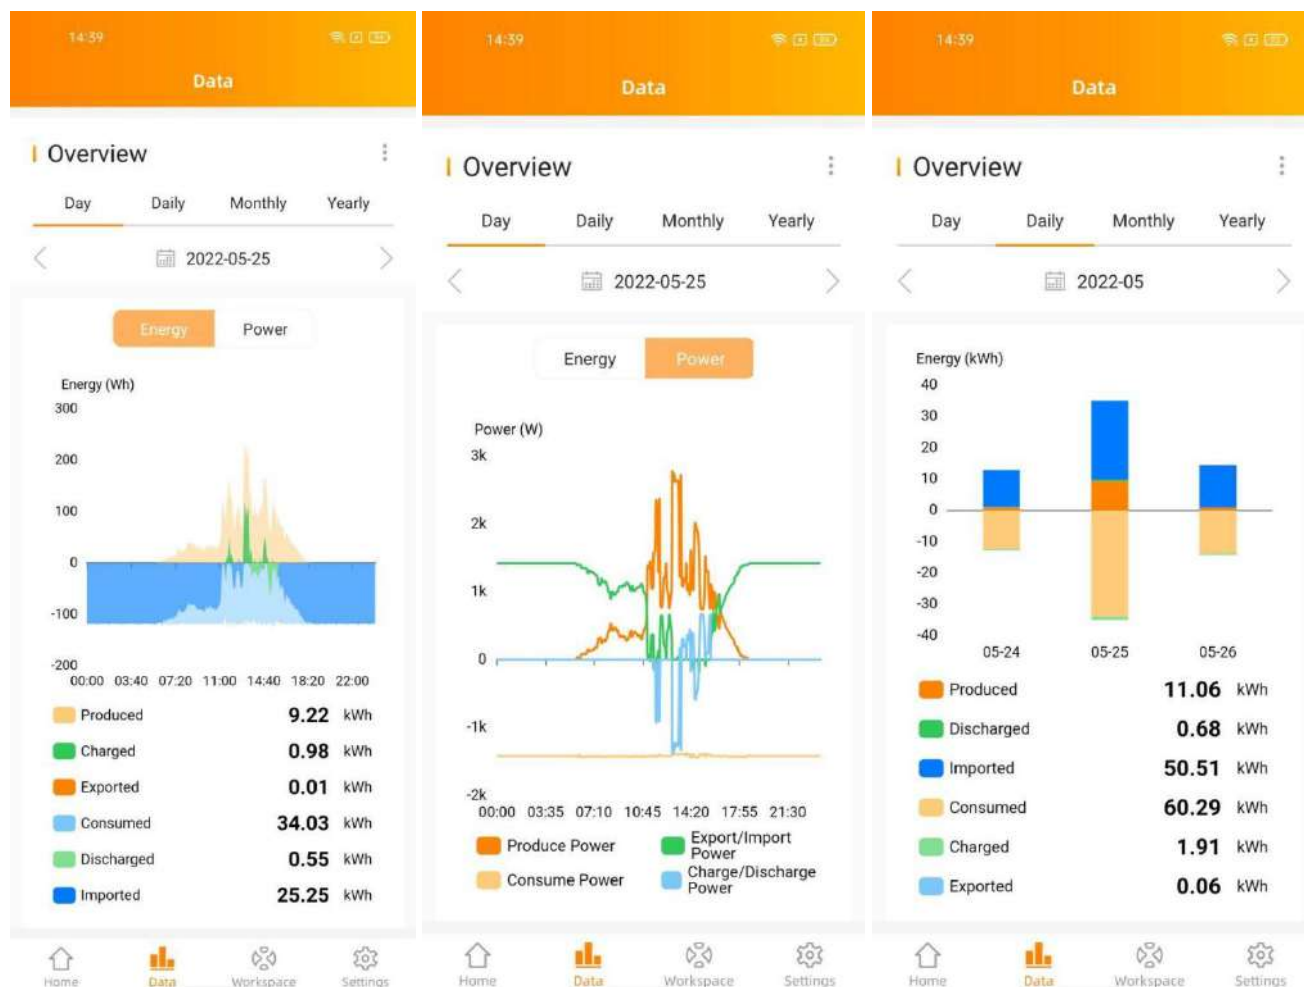 14:39
Data
Overview
Day Daily Monthly Yearly
2022-05-25
Energy Power
Energy (Wh)
300
200
100
0
-100
-200
00:00 03:40 07:20 11:00 14:40 18:20 22:00
Produced 9.22 kWh
Charged 0.98 kWh
Exported 0.01 kWh
Consumed 34.03 kWh
Discharged 0.55 kWh
Imported 25.25 kWh
Home Data Workspace Settings
14:39
Data
Overview
Day Daily Monthly Yearly
2022-05-25
Energy Power
Power (W)
3k
2k
1k
0
-1k
-2k
00:00 03:35 07:10 10:45 14:20 17:55 21:30
Produce Power
Export/Import Power
Consume Power
Charge/Discharge Power
Home Data Workspace Settings
14:39
Data
Overview
Day Daily Monthly Yearly
2022-05
Energy (kWh)
40
30
20
10
0
-10
-20
-30
-40
05-24 05-25 05-26
Produced 11.06 kWh
Discharged 0.68 kWh
Imported 50.51 kWh
Consumed 60.29 kWh
Charged 1.91 kWh
Exported 0.06 kWh
Home Data Workspace Settings